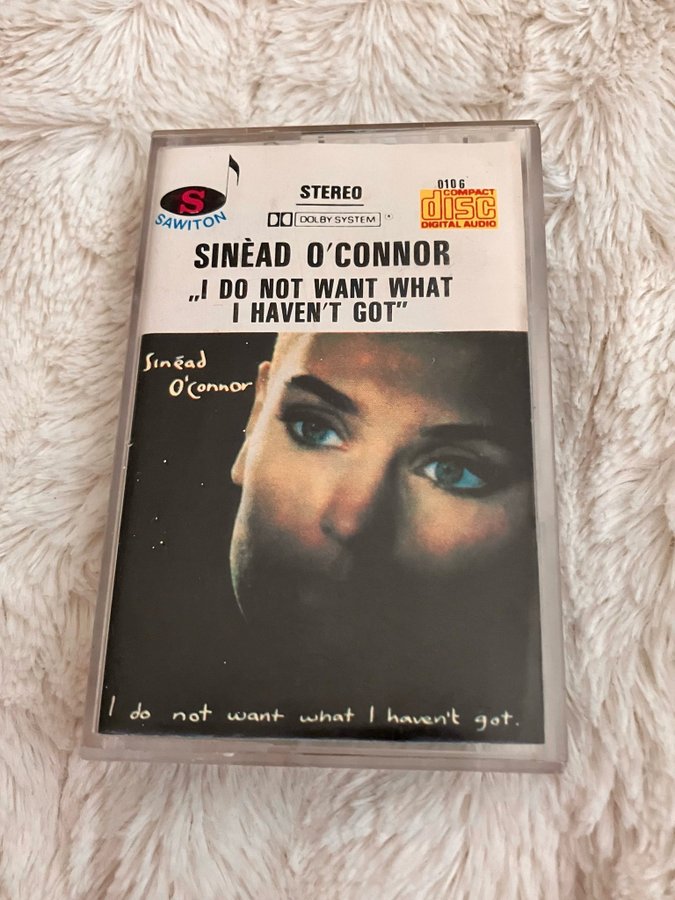 S
SAWITON
STEREO
DOLBY SYSTEM ®
010 G
COMPACT
disc
DIGITAL AUDIO
SINÈAD O'CONNOR
„I DO NOT WANT WHAT
I HAVEN'T GOT”
Sinéad
O'Connor
I do not want what I haven't got.